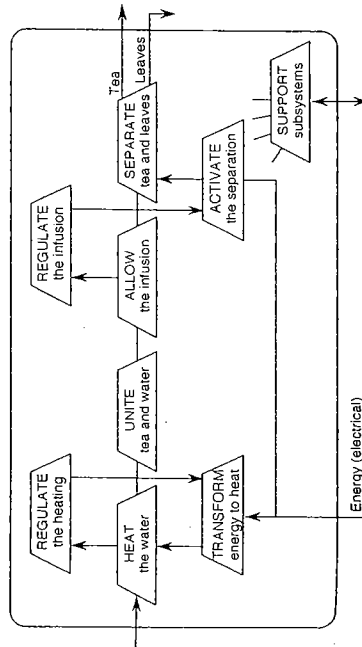 REGULATE
the heating
REGULATE
the infusion
HEAT
the water
UNITE
tea and water
ALLOW
the infusion
SEPARATE
tea and leaves
Tea
Leaves
TRANSFORM
energy to heat
ACTIVATE
the separation
SUPPORT
subsystems
Energy (electrical)